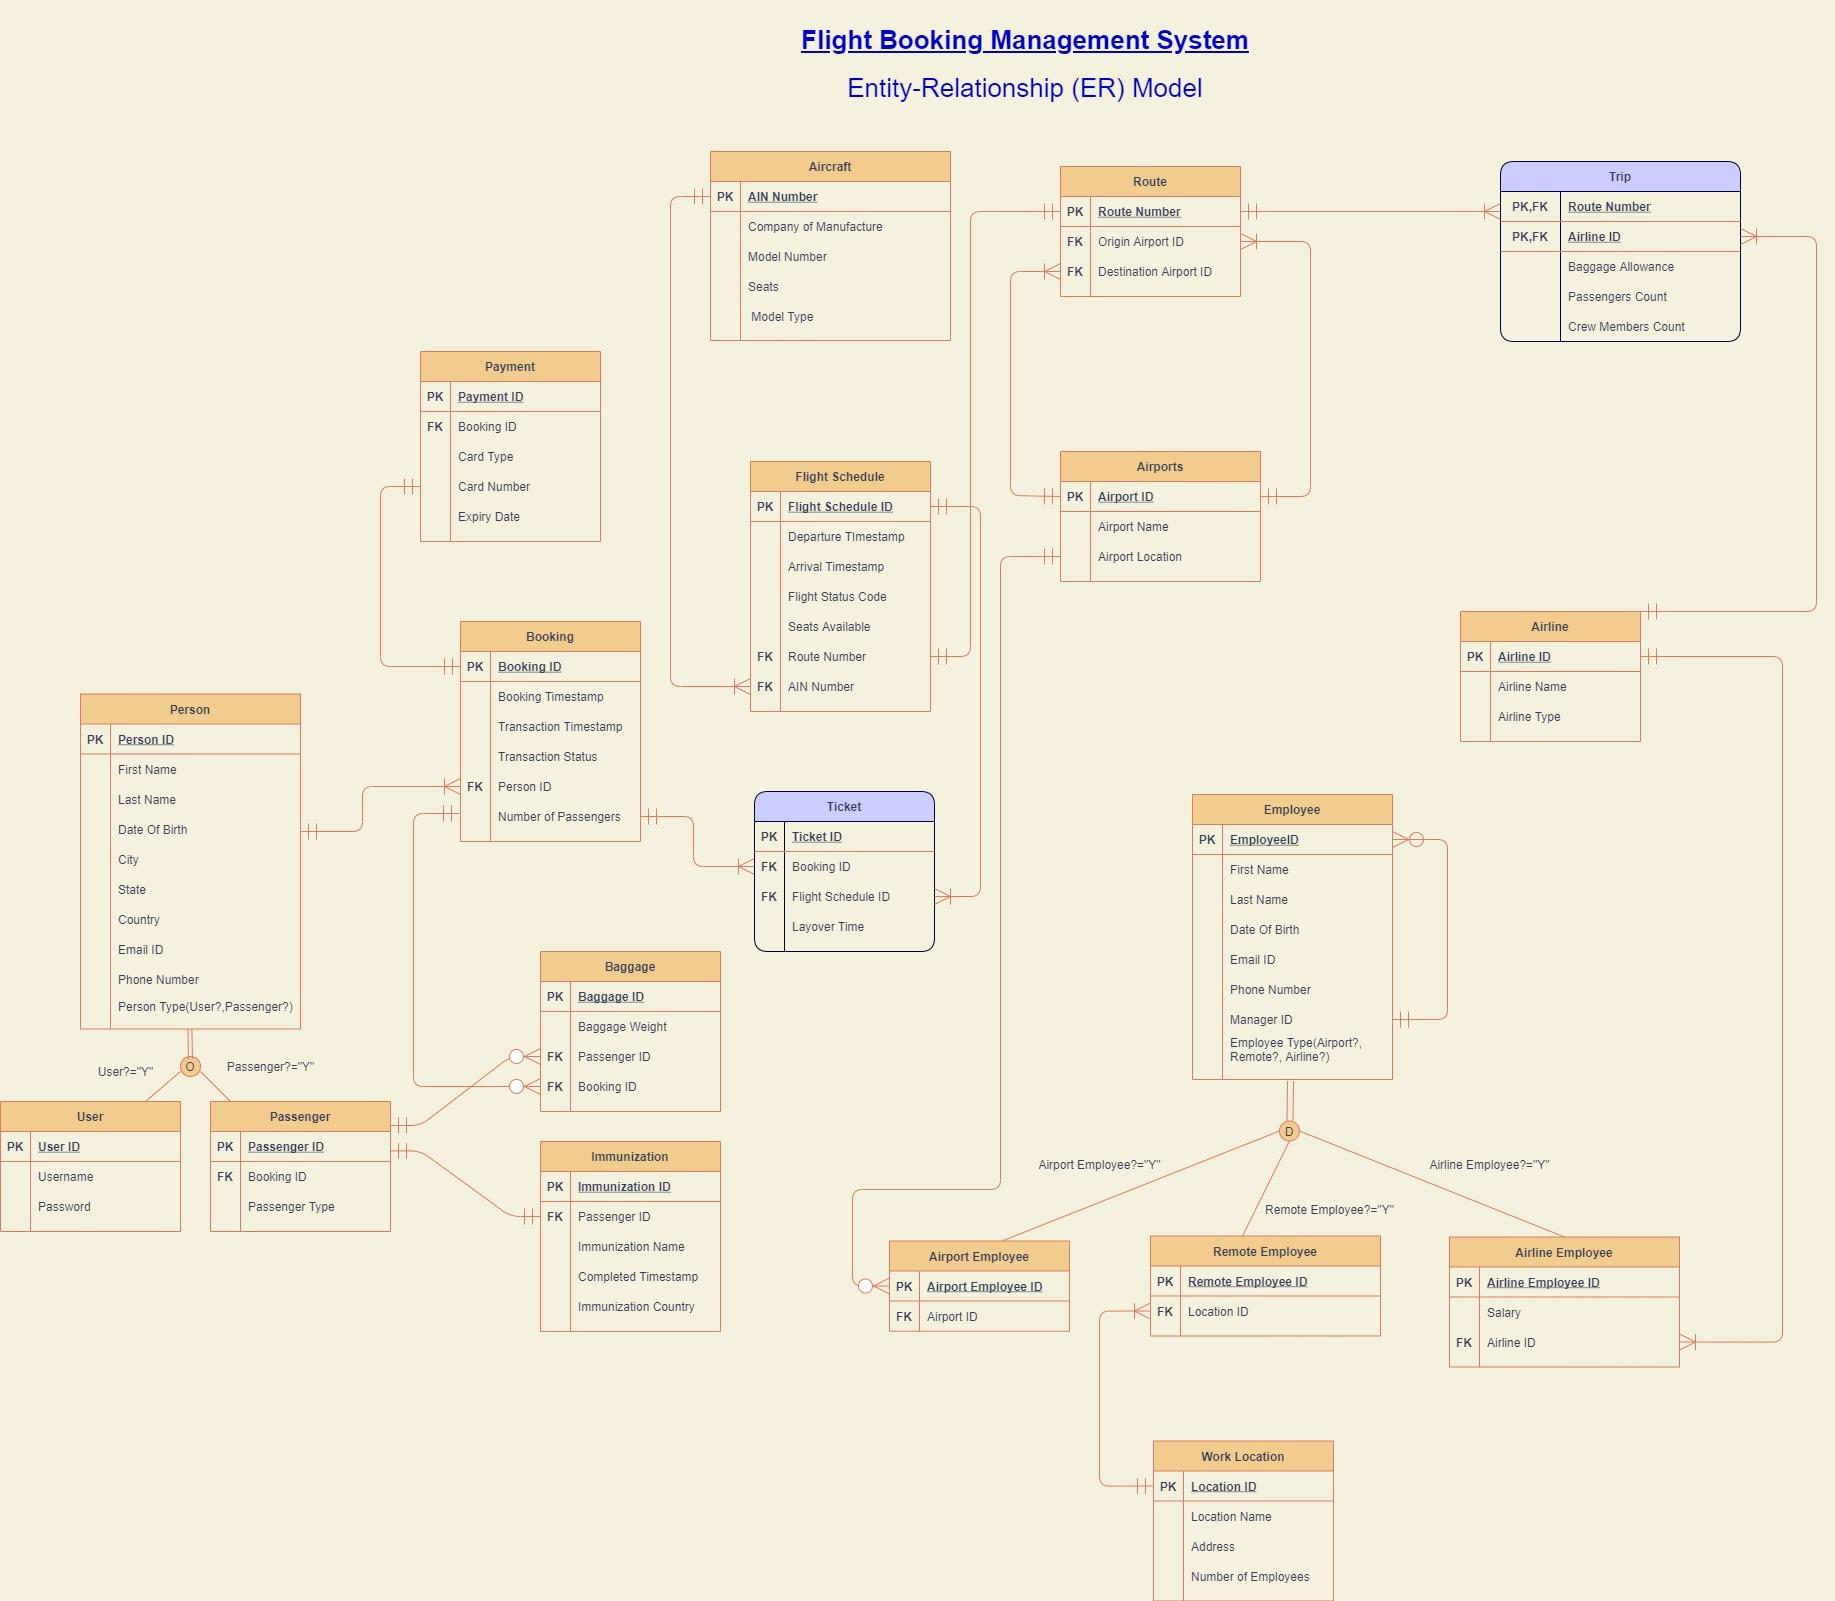 Flight Booking Management System
Entity-Relationship (ER) Model
Aircraft
PK AIN Number
Company of Manufacture
Model Number
Seats
Model Type
Route
PK Route Number
FK Origin Airport ID
FK Destination Airport ID
Trip
PK,FK Route Number
PK,FK Airline ID
Baggage Allowance
Passengers Count
Crew Members Count
Payment
PK Payment ID
FK Booking ID
Card Type
Card Number
Expiry Date
Flight Schedule
PK Flight Schedule ID
Departure TImestamp
Arrival Timestamp
Flight Status Code
Seats Available
FK Route Number
FK AIN Number
Airports
PK Airport ID
Airport Name
Airport Location
Airline
PK Airline ID
Airline Name
Airline Type
Booking
PK Booking ID
Booking Timestamp
Transaction Timestamp
Transaction Status
FK Person ID
Number of Passengers
Person
PK Person ID
First Name
Last Name
Date Of Birth
City
State
Country
Email ID
Phone Number
Person Type(User?,Passenger?)
Ticket
PK Ticket ID
FK Booking ID
FK Flight Schedule ID
Layover Time
Employee
PK EmployeeID
First Name
Last Name
Date Of Birth
Email ID
Phone Number
Manager ID
Employee Type(Airport?,
Remote?, Airline?)
Baggage
PK Baggage ID
Baggage Weight
FK Passenger ID
FK Booking ID
O
User?="Y"
Passenger?="Y"
User
PK User ID
Username
Password
Passenger
PK Passenger ID
FK Booking ID
Passenger Type
Immunization
PK Immunization ID
FK Passenger ID
Immunization Name
Completed Timestamp
Immunization Country
D
Airport Employee?="Y"
Remote Employee?="Y"
Airline Employee?="Y"
Airport Employee
PK Airport Employee ID
FK Airport ID
Remote Employee
PK Remote Employee ID
FK Location ID
Airline Employee
PK Airline Employee ID
Salary
FK Airline ID
Work Location
PK Location ID
Location Name
Address
Number of Employees